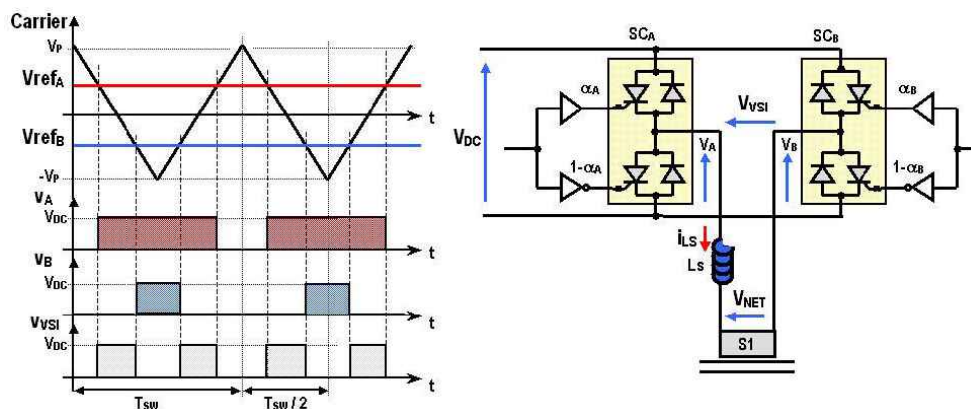 Carrier
VP
VrefA
t
VrefB
-VP
vA
VDC
t
vB
VDC
t
vVSI
VDC
t
Tsw
Tsw / 2
SCA
SCB
αA
αB
VVSI
VDC
VA
VB
1-αA
1-αB
iLS
Ls
VNET
S1